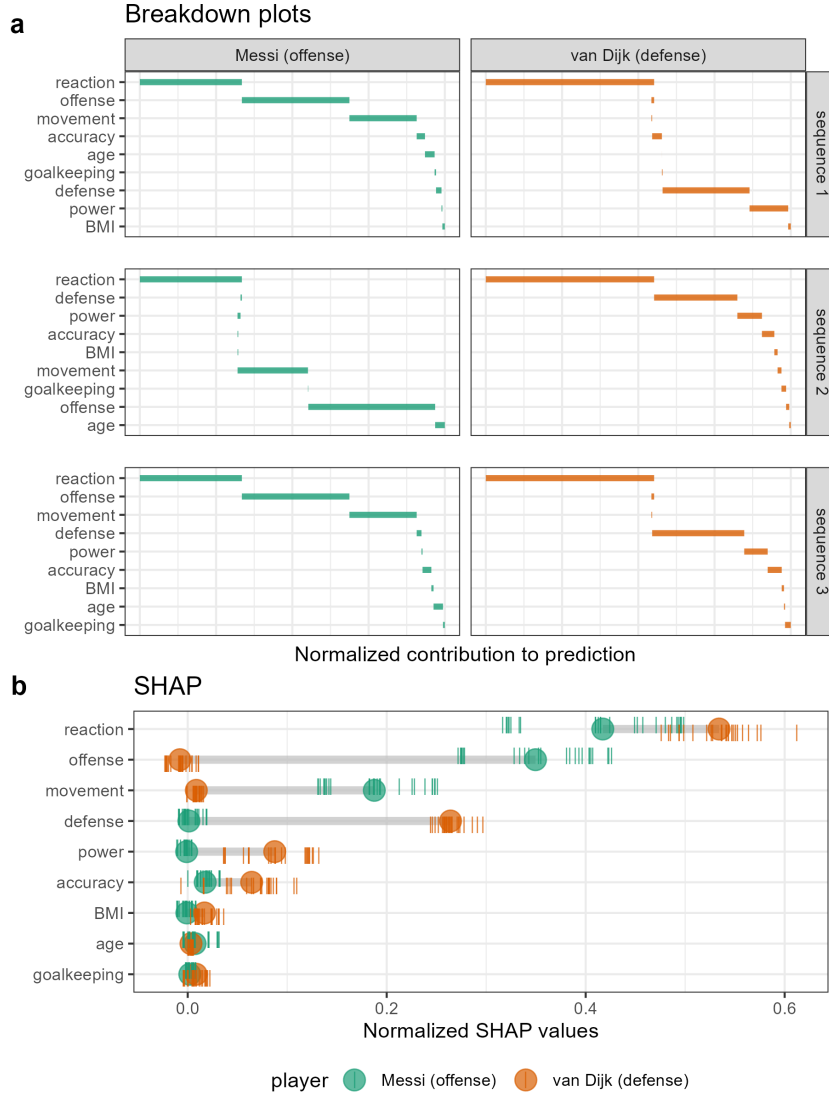 a
Breakdown plots
Messi (offense)
van Dijk (defense)
reaction
offense
movement
accuracy
age
goalkeeping
defense
power
BMI
sequence 1
reaction
defense
power
accuracy
BMI
movement
goalkeeping
offense
age
sequence 2
reaction
offense
movement
defense
power
accuracy
BMI
age
goalkeeping
sequence 3
Normalized contribution to prediction
b
SHAP
reaction
offense
movement
defense
power
accuracy
BMI
age
goalkeeping
0.0 0.2 0.4 0.6
Normalized SHAP values
player Messi (offense) van Dijk (defense)